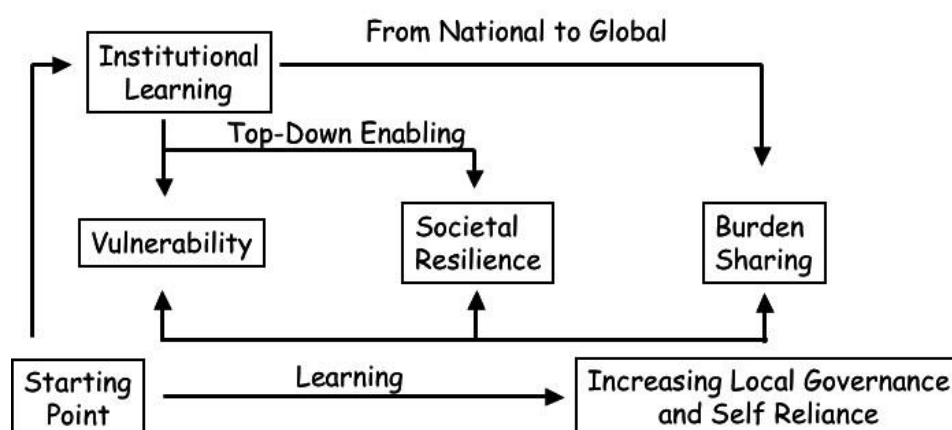 From National to Global
Institutional
Learning
Top-Down Enabling
Vulnerability
Societal
Resilience
Burden
Sharing
Starting
Point
Learning
Increasing Local Governance
and Self Reliance